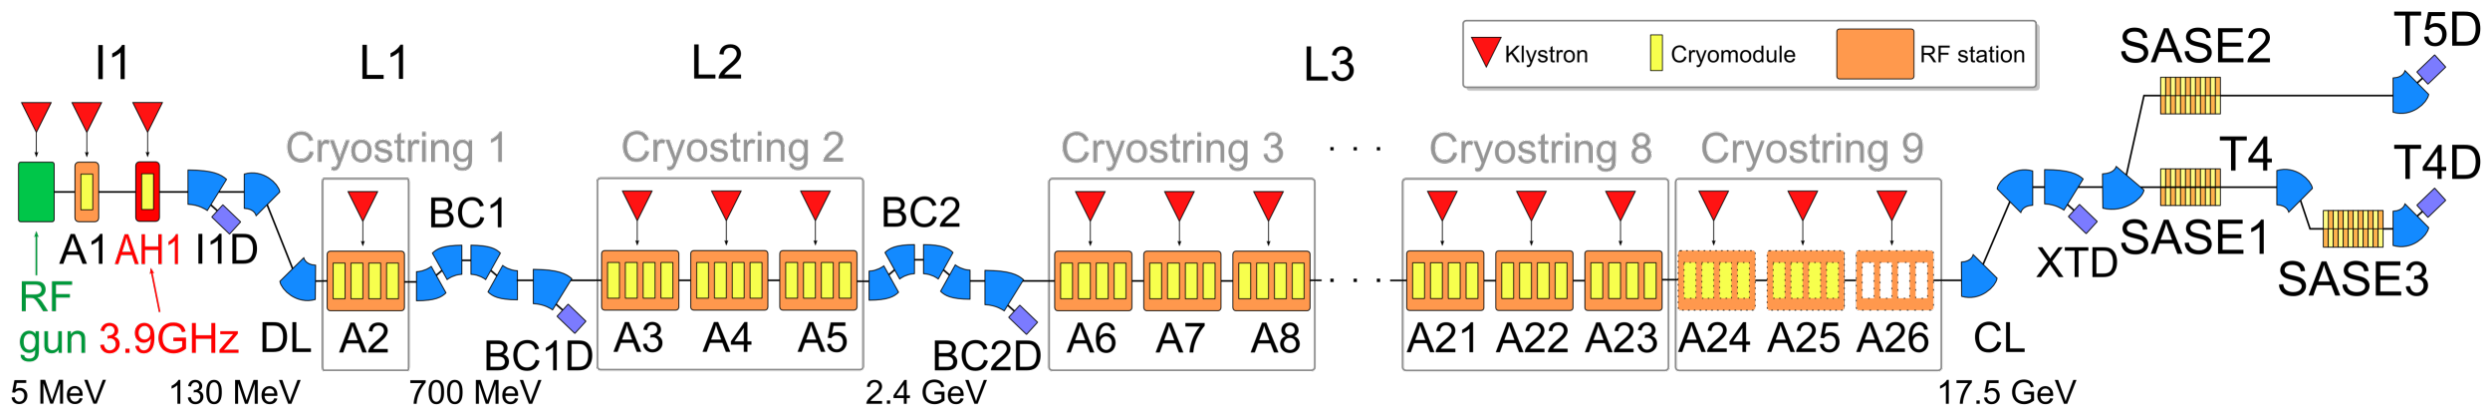 I1
L1
L2
L3
Klystron
Cryomodule
RF station
SASE2
T5D
Cryostring 1
Cryostring 2
Cryostring 3
. . .
Cryostring 8
Cryostring 9
T4
T4D
A1
AH1
I1D
BC1
BC2
XTD
SASE1
SASE3
RF
gun
3.9GHz
DL
A2
BC1D
A3
A4
A5
BC2D
A6
A7
A8
. . .
A21
A22
A23
A24
A25
A26
CL
5 MeV
130 MeV
700 MeV
2.4 GeV
17.5 GeV